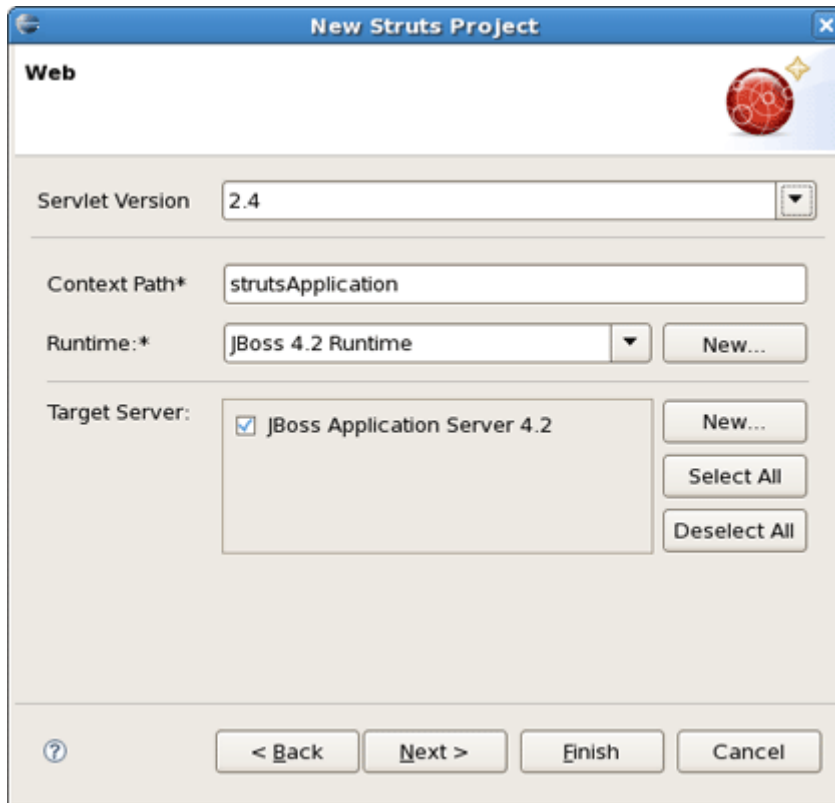 New Struts Project
Web
Servlet Version 2.4
Context Path* strutsApplication
Runtime:* JBoss 4.2 Runtime New...
Target Server: JBoss Application Server 4.2 New...
Select All
Deselect All
? < Back Next > Finish Cancel